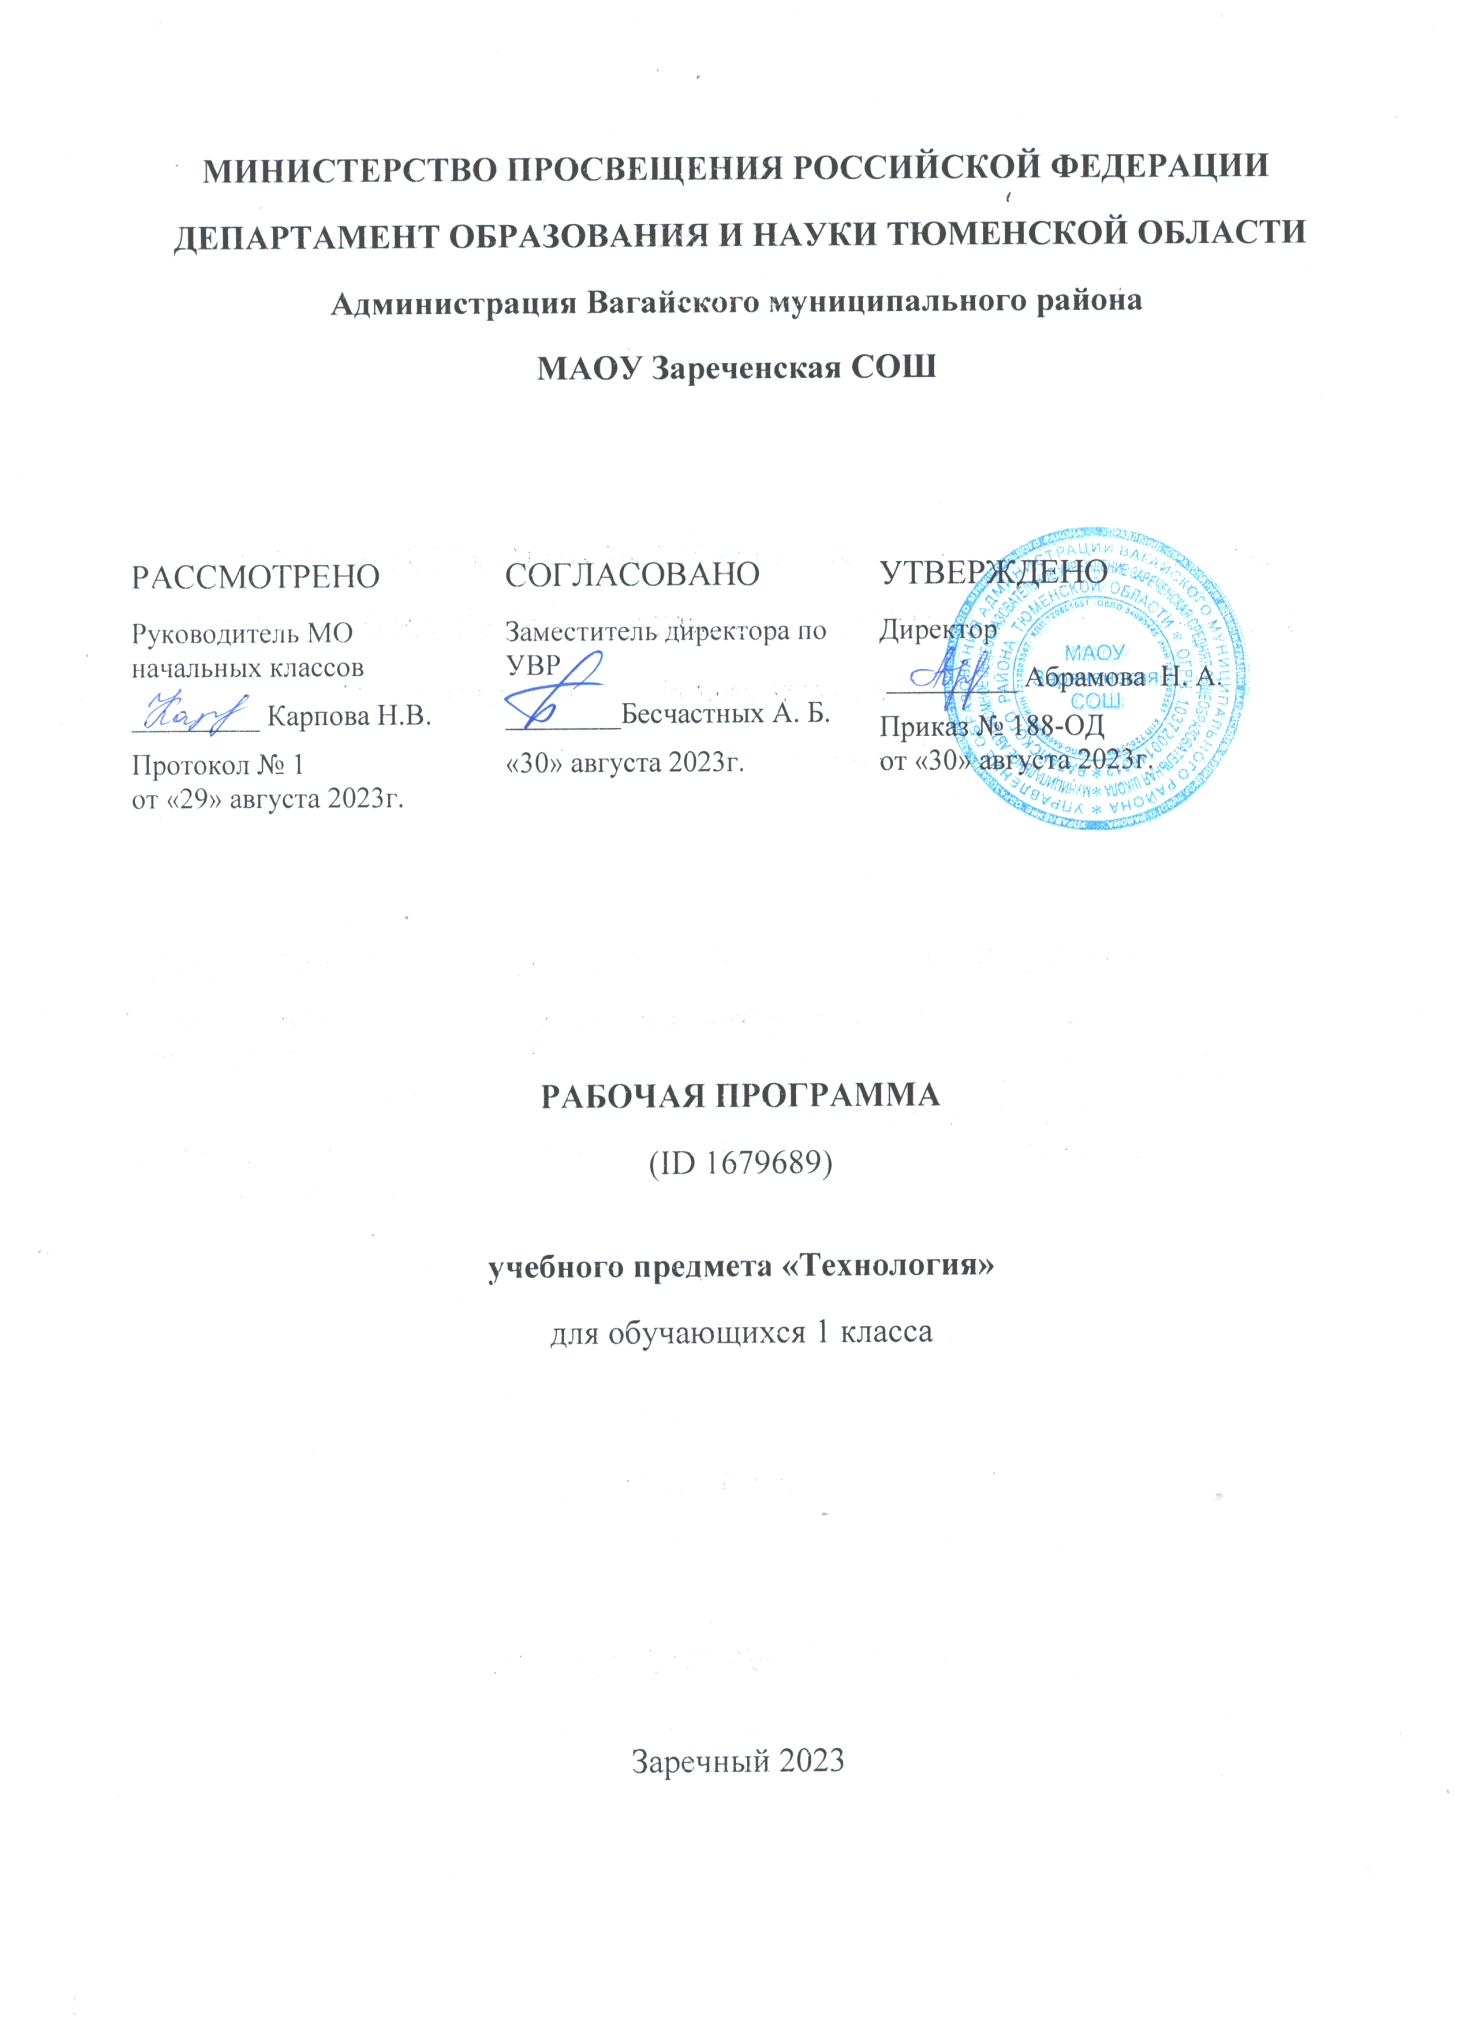 МИНИСТЕРСТВО ПРОСВЕЩЕНИЯ РОССИЙСКОЙ ФЕДЕРАЦИИ
ДЕПАРТАМЕНТ ОБРАЗОВАНИЯ И НАУКИ ТЮМЕНСКОЙ ОБЛАСТИ
Администрация Вагайского муниципального района
МАОУ Зареченская СОШ
РАССМОТРЕНО
Руководитель МО
начальных классов
_________ Карпова Н.В.
Протокол № 1
от «29» августа 2023г.
СОГЛАСОВАНО
Заместитель директора по
УВР
________Бесчастных А. Б.
«30» августа 2023г.
УТВЕРЖДЕНО
Директор
_________ Абрамова Н. А.
Приказ № 188-ОД
от «30» августа 2023г.
МАОУ
СОШ
РАБОЧАЯ ПРОГРАММА
(ID 1679689)
учебного предмета «Технология»
для обучающихся 1 класса
Заречный 2023